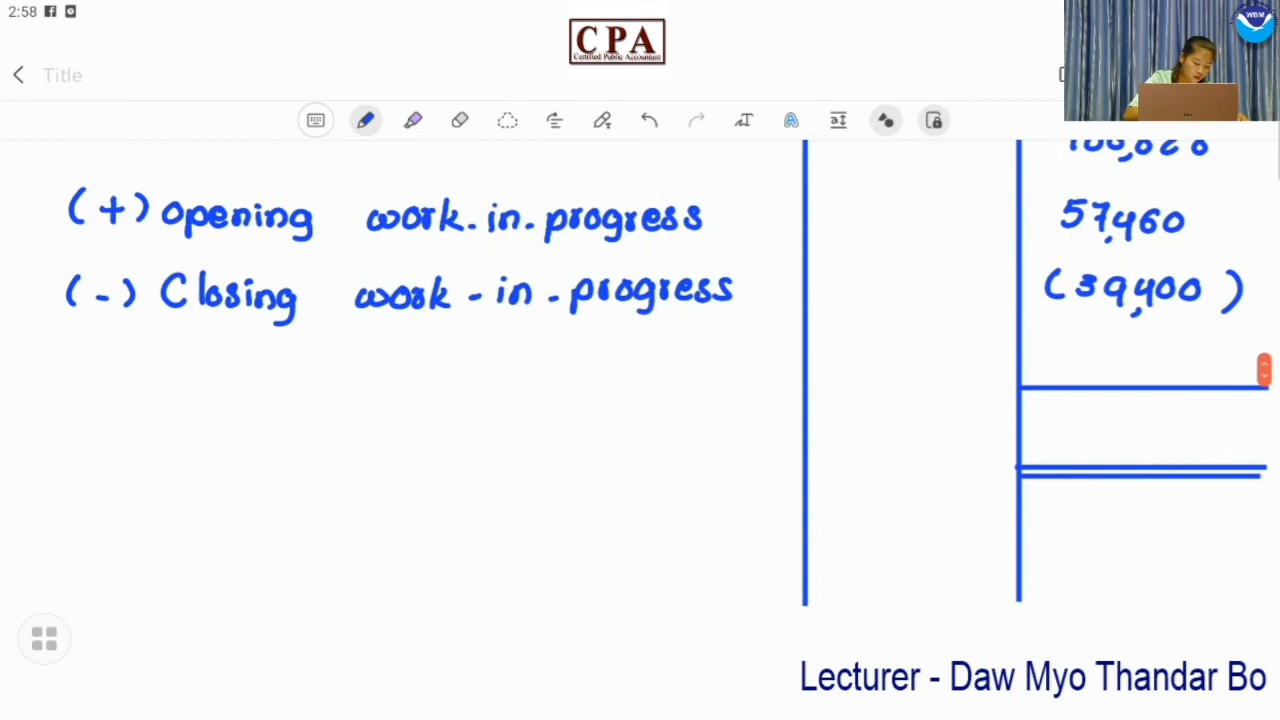 2:58
CPA
Certified Public Accountant
WBM
Title
(+) Opening work-in-progress 57,460
(-) Closing work-in-progress (39,400)
Lecturer - Daw Myo Thandar Bo